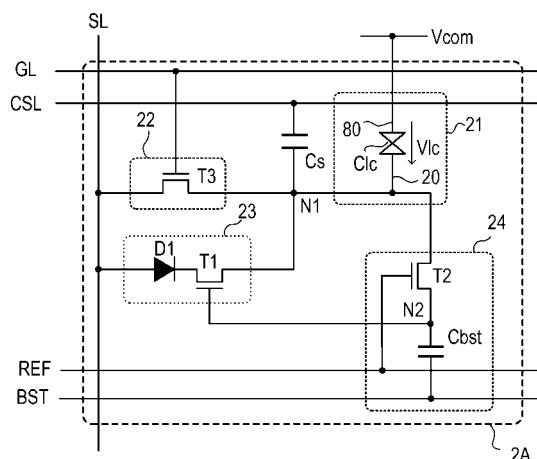 SL
Vcom
GL
CSL
22
80
21
Cs
Clc
Vlc
T3
20
N1
23
24
D1
T1
T2
N2
Cbst
REF
BST
2A